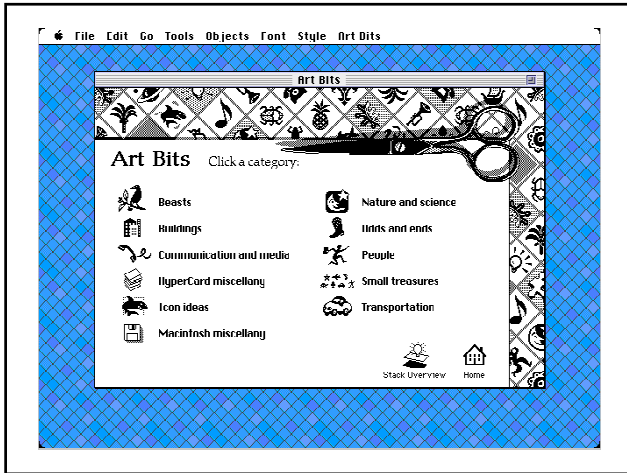 File Edit Go Tools Objects Font Style Art Bits
Art Bits
Art Bits Click a category:
Beasts
Buildings
Communication and media
HyperCard miscellany
Icon ideas
Macintosh miscellany
Nature and science
Odds and ends
People
Small treasures
Transportation
Stack Overview
Home